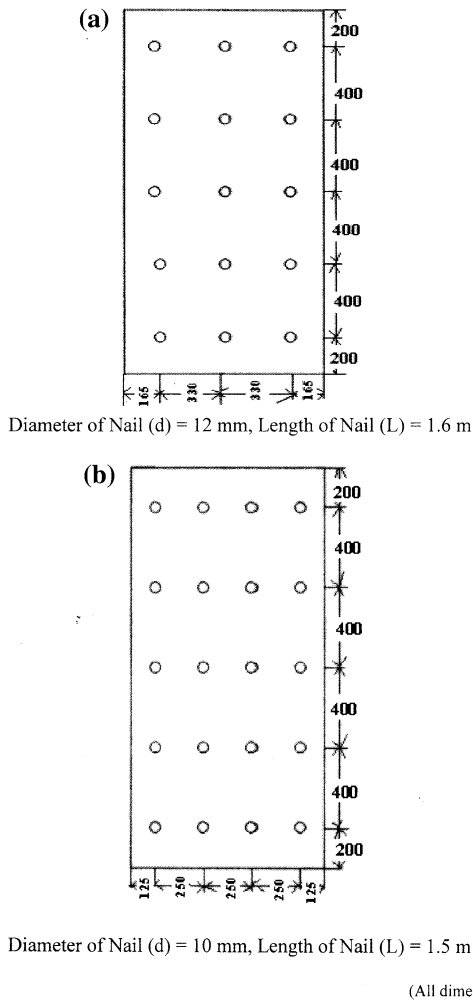 (a)
200
400
400
400
400
200
165 330 330 165
Diameter of Nail (d) = 12 mm, Length of Nail (L) = 1.6 m
(b)
200
400
400
400
400
200
125 250 250 250 125
Diameter of Nail (d) = 10 mm, Length of Nail (L) = 1.5 m
(All dime